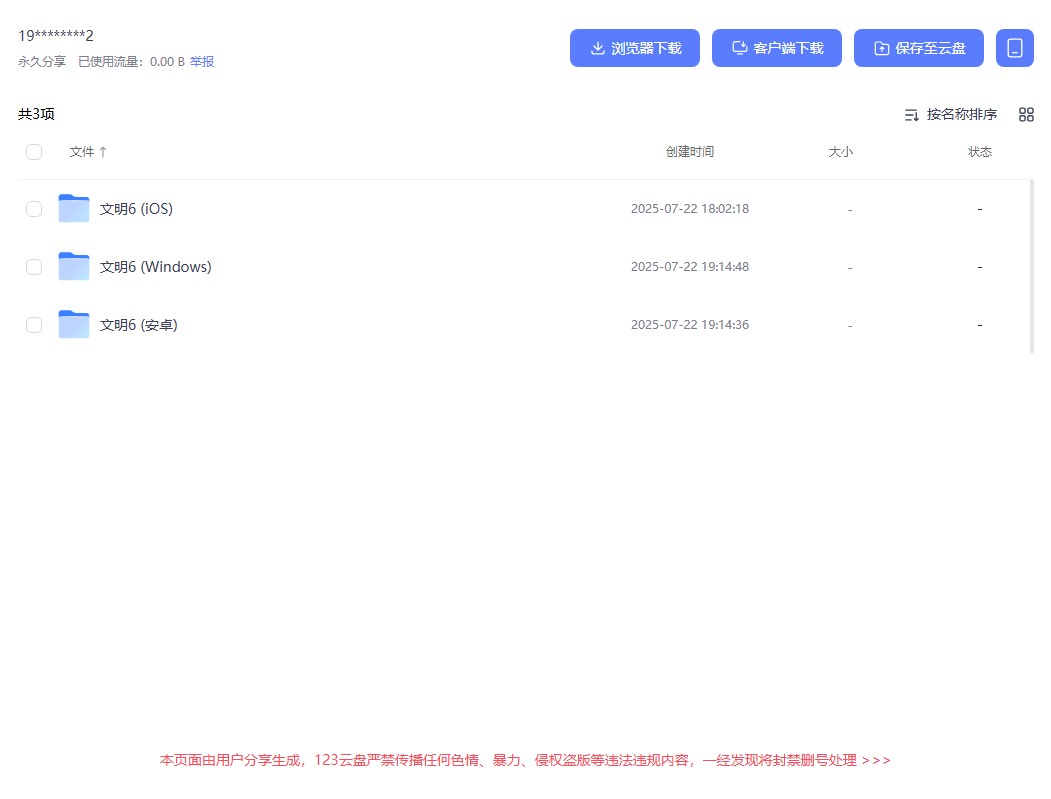 19********2
永久分享 已使用流量：0.00 B 举报
浏览器下载 客户端下载 保存至云盘
共3项 按名称排序
文件 ↑ 创建时间 大小 状态
文明6 (iOS) 2025-07-22 18:02:18 - -
文明6 (Windows) 2025-07-22 19:14:48 - -
文明6 (安卓) 2025-07-22 19:14:36 - -
本页面由用户分享生成，123云盘严禁传播任何色情、暴力、侵权盗版等违法违规内容，一经发现将封禁删号处理 >>>